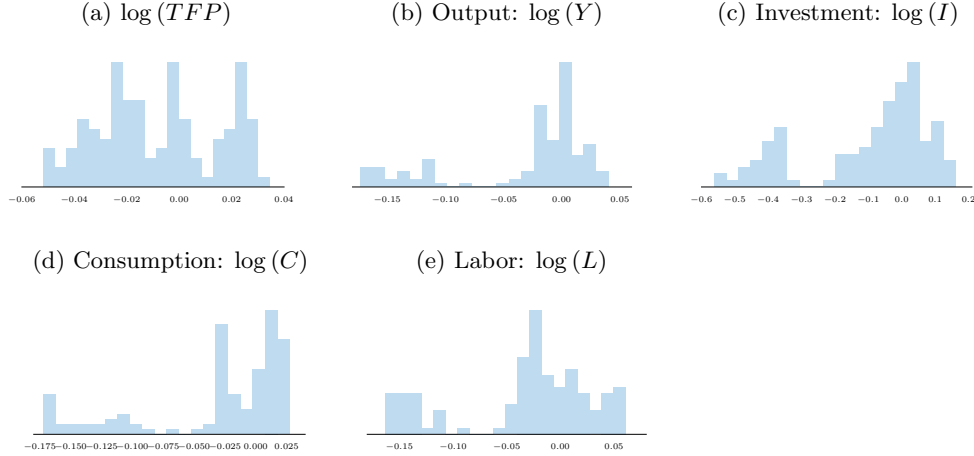 (a) log (TFP)
(b) Output: log (Y)
(c) Investment: log (I)
−0.06 −0.04 −0.02 0.00 0.02 0.04
−0.15 −0.10 −0.05 0.00 0.05
−0.6 −0.5 −0.4 −0.3 −0.2 −0.1 0.0 0.1 0.2
(d) Consumption: log (C)
(e) Labor: log (L)
−0.175 −0.150 −0.125 −0.100 −0.075 −0.050 −0.025 0.000 0.025
−0.15 −0.10 −0.05 0.00 0.05